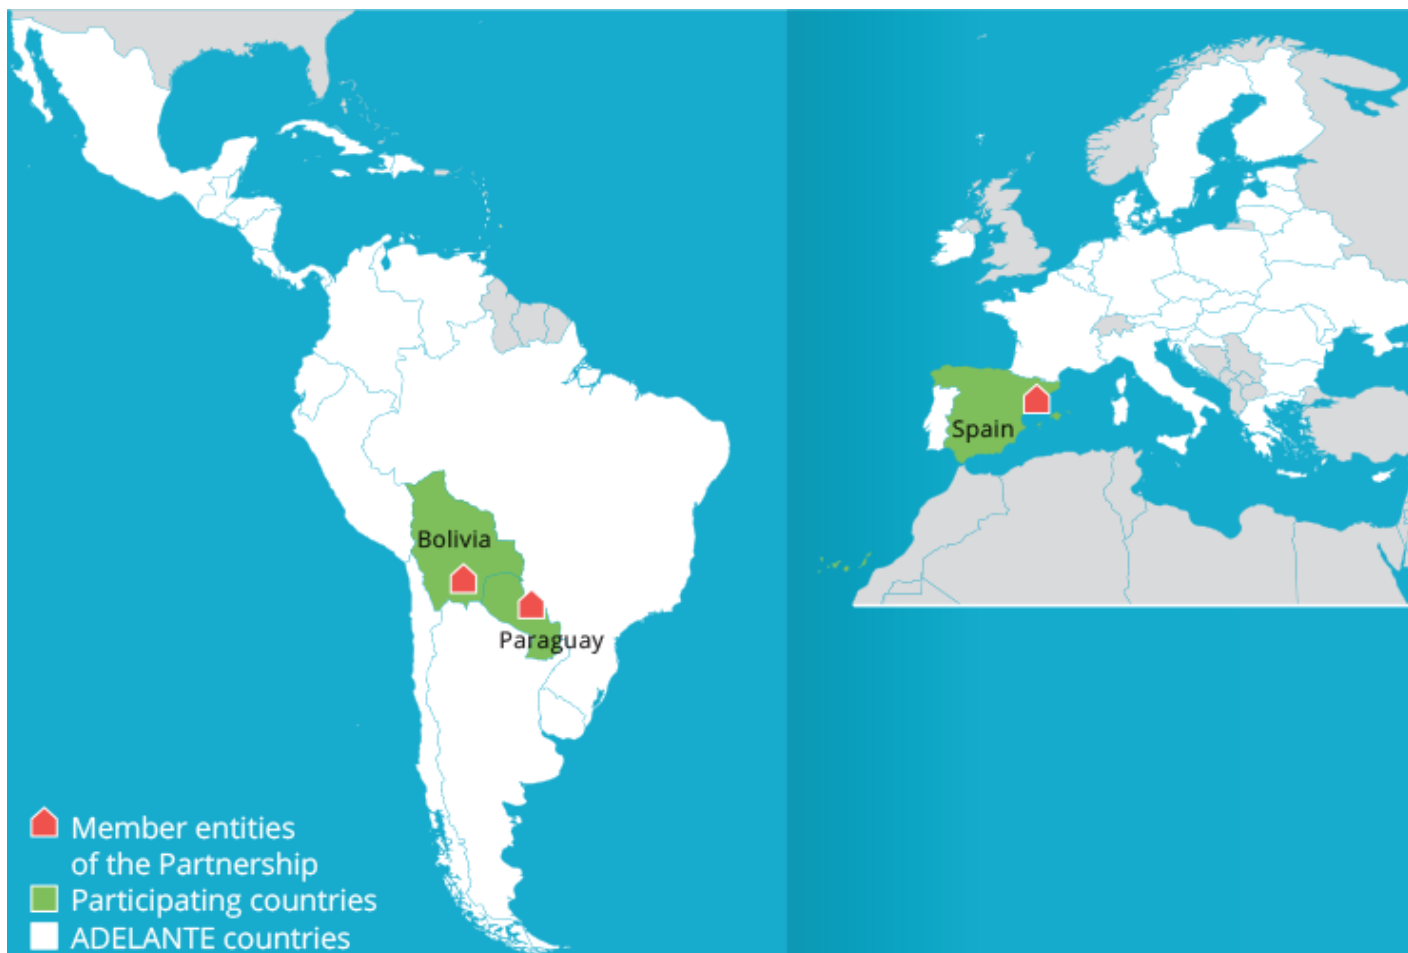 Spain
Bolivia
Paraguay
Member entities
of the Partnership
Participating countries
ADELANTE countries